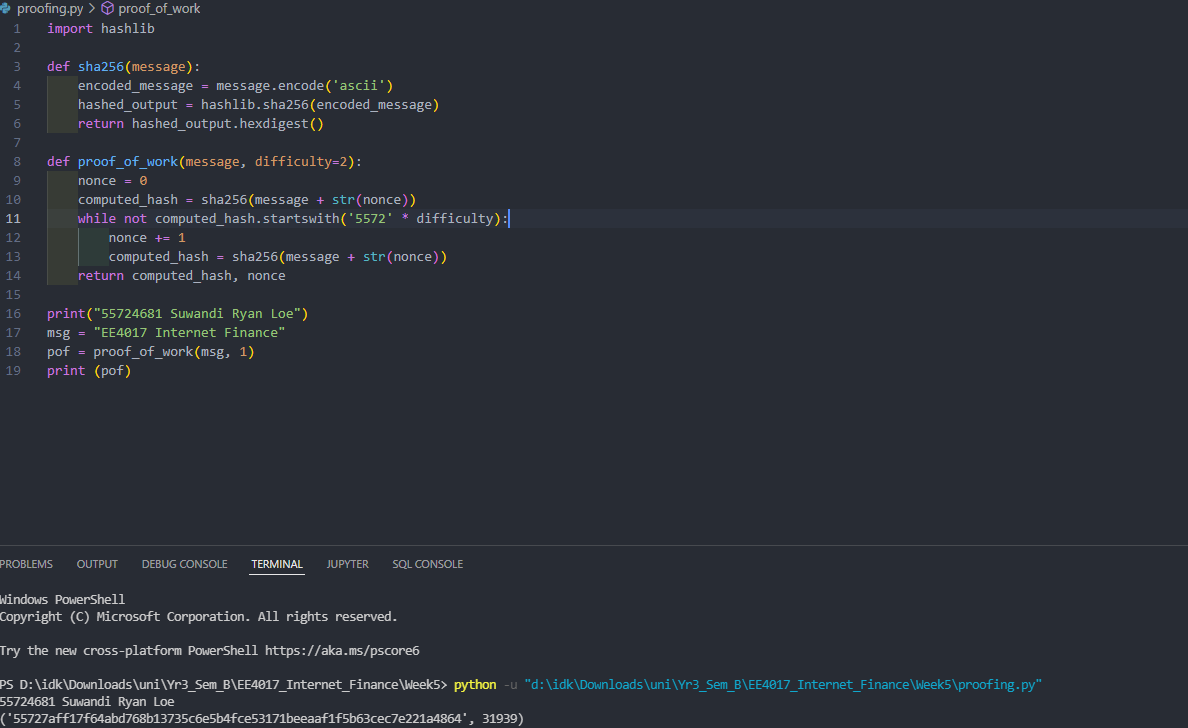 proofing.py > proof_of_work
1 import hashlib
2
3 def sha256(message):
4 encoded_message = message.encode('ascii')
5 hashed_output = hashlib.sha256(encoded_message)
6 return hashed_output.hexdigest()
7
8 def proof_of_work(message, difficulty=2):
9 nonce = 0
10 computed_hash = sha256(message + str(nonce))
11 while not computed_hash.startswith('5572' * difficulty):
12 nonce += 1
13 computed_hash = sha256(message + str(nonce))
14 return computed_hash, nonce
15
16 print("55724681 Suwandi Ryan Loe")
17 msg = "EE4017 Internet Finance"
18 pof = proof_of_work(msg, 1)
19 print (pof)
PROBLEMS OUTPUT DEBUG CONSOLE TERMINAL JUPYTER SQL CONSOLE
Windows PowerShell
Copyright (C) Microsoft Corporation. All rights reserved.
Try the new cross-platform PowerShell https://aka.ms/pscore6
PS D:\idk\Downloads\uni\Yr3_Sem_B\EE4017_Internet_Finance\Week5> python -u "d:\idk\Downloads\uni\Yr3_Sem_B\EE4017_Internet_Finance\Week5\proofing.py"
55724681 Suwandi Ryan Loe
('55727aff17f64abd768b13735c6e5b4fce53171beeaaf1f5b63cec7e221a4864', 31939)